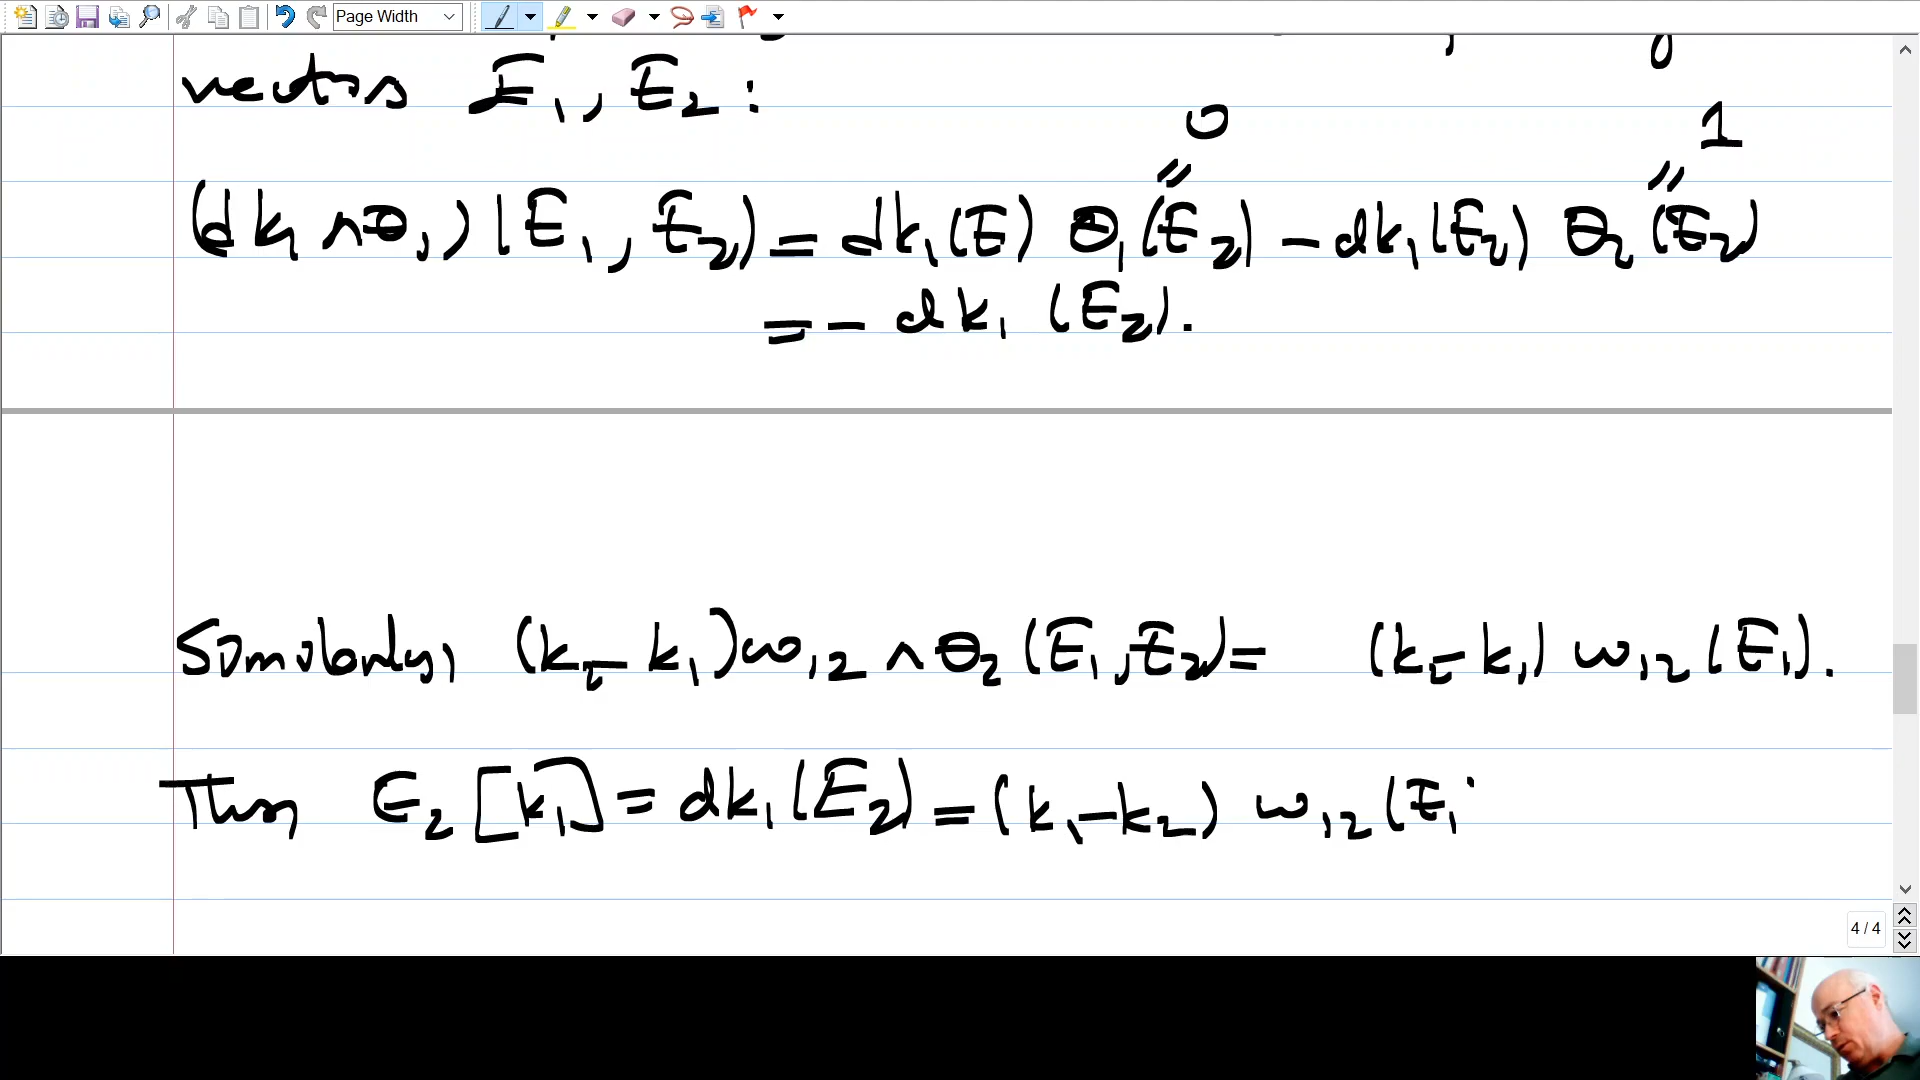 Page Width
vectors E₁, E₂ :
0 1
" "
(dk₁ ∧ θ₁) (E₁, E₂) = dk₁(E) θ₁(E₂) − dk₁(E₂) θ₂(E₂)
= − dk₁ (E₂).
Similarly, (k₂ − k₁) ω₁₂ ∧ θ₂ (E₁, E₂) = (k₂ − k₁) ω₁₂ (E₁).
Thus E₂ [k₁] = dk₁ (E₂) = (k₁ − k₂) ω₁₂ (E₁
4 / 4